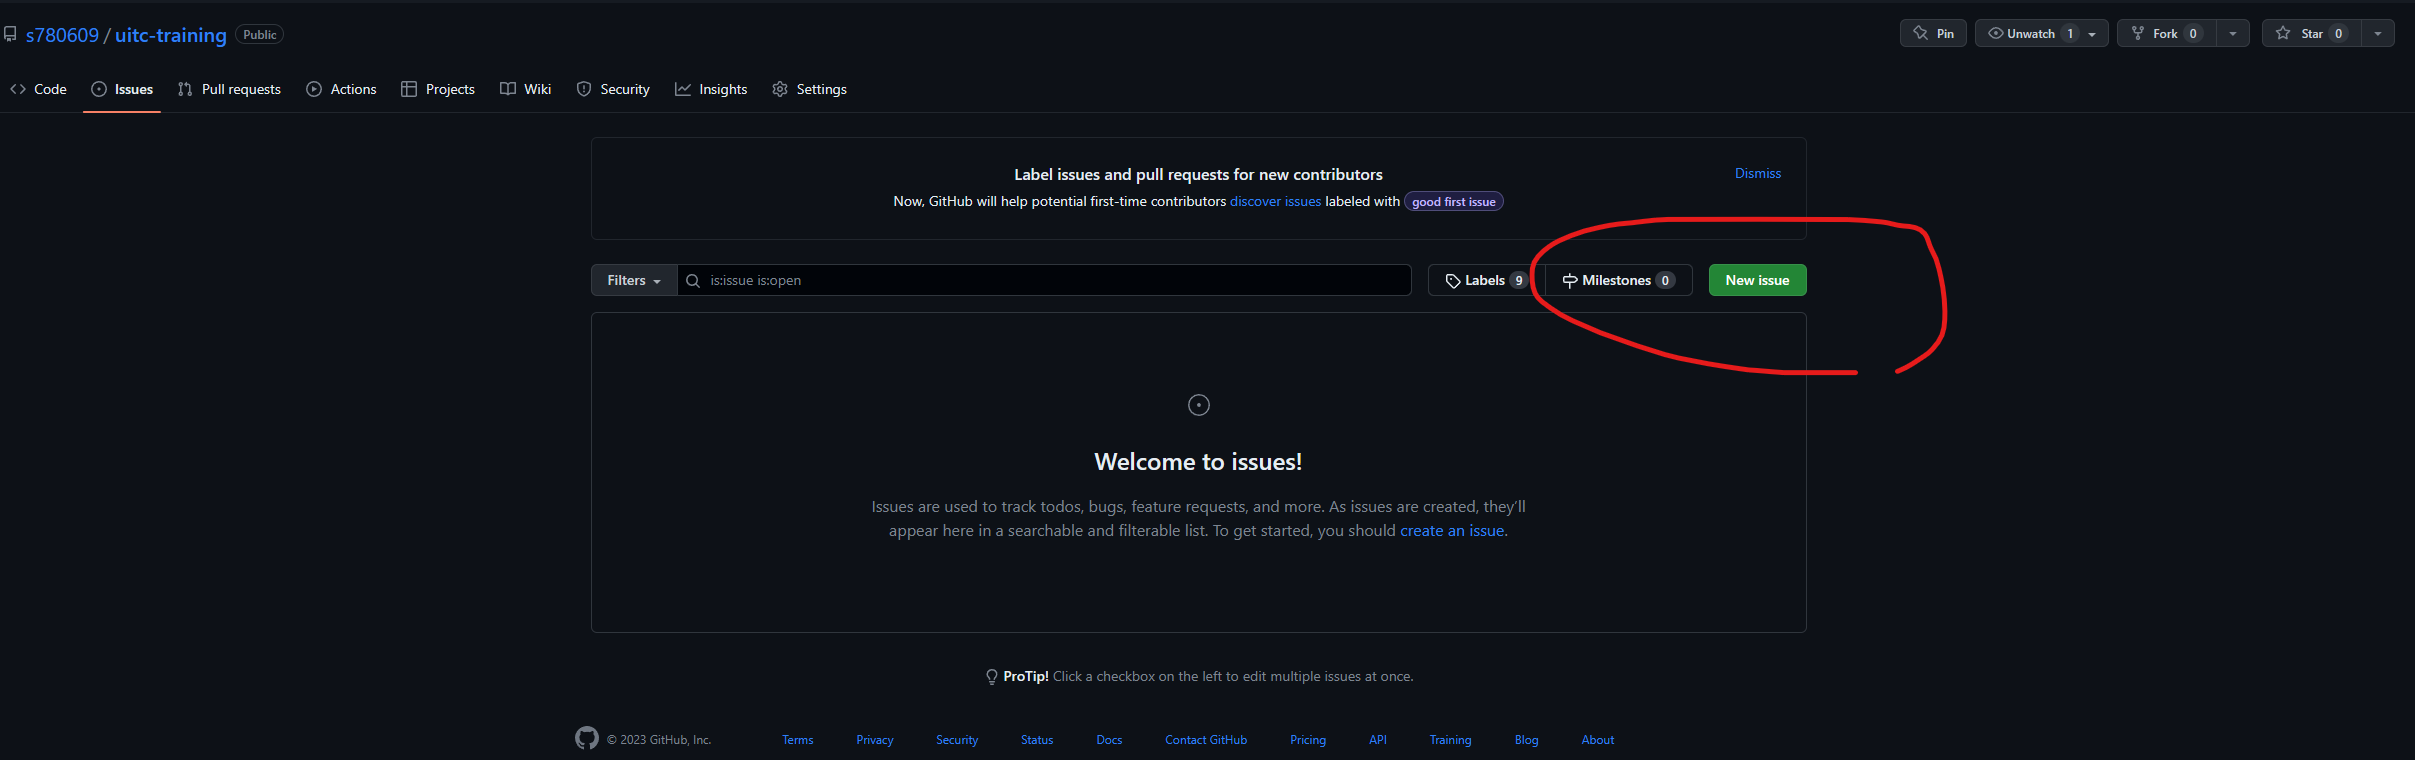 s780609 / uitc-training Public
Pin Unwatch 1 Fork 0 Star 0
Code Issues Pull requests Actions Projects Wiki Security Insights Settings
Label issues and pull requests for new contributors
Dismiss
Now, GitHub will help potential first-time contributors discover issues labeled with good first issue
Filters is:issue is:open Labels 9 Milestones 0 New issue
Welcome to issues!
Issues are used to track todos, bugs, feature requests, and more. As issues are created, they’ll
appear here in a searchable and filterable list. To get started, you should create an issue.
ProTip! Click a checkbox on the left to edit multiple issues at once.
© 2023 GitHub, Inc. Terms Privacy Security Status Docs Contact GitHub Pricing API Training Blog About